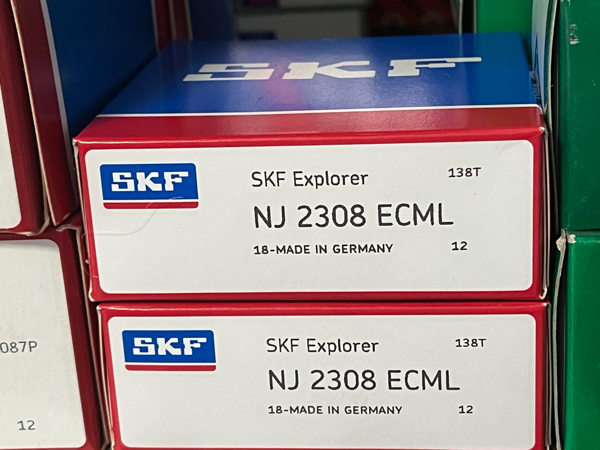 SKF
SKF
SKF Explorer 138T
NJ 2308 ECML
18-MADE IN GERMANY 12
SKF
SKF Explorer 138T
NJ 2308 ECML
18-MADE IN GERMANY 12
087P
12